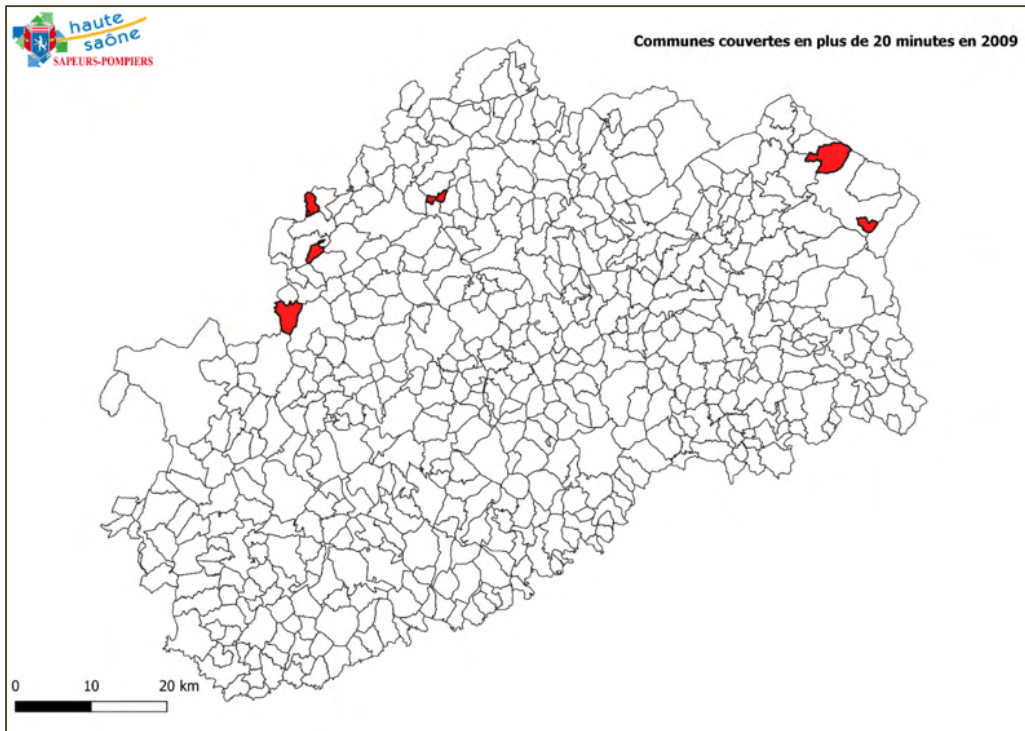 haute
saône
SAPEURS-POMPIERS
Communes couvertes en plus de 20 minutes en 2009
0 10 20 km